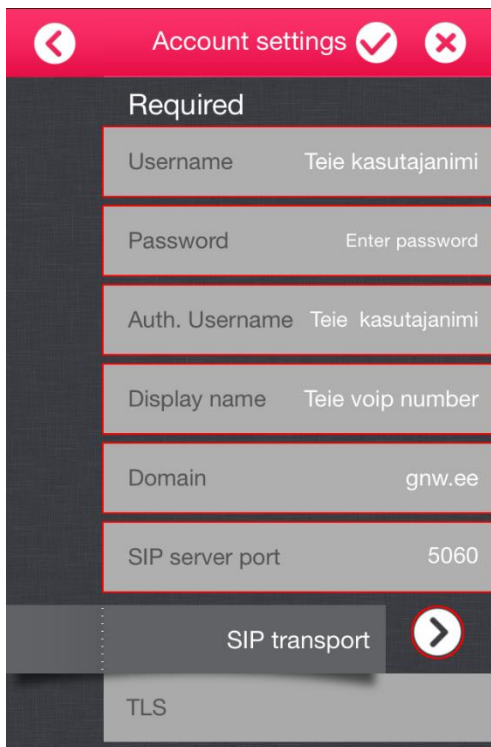 Account settings
Required
Username Teie kasutajanimi
Password Enter password
Auth. Username Teie kasutajanimi
Display name Teie voip number
Domain gnw.ee
SIP server port 5060
SIP transport
TLS